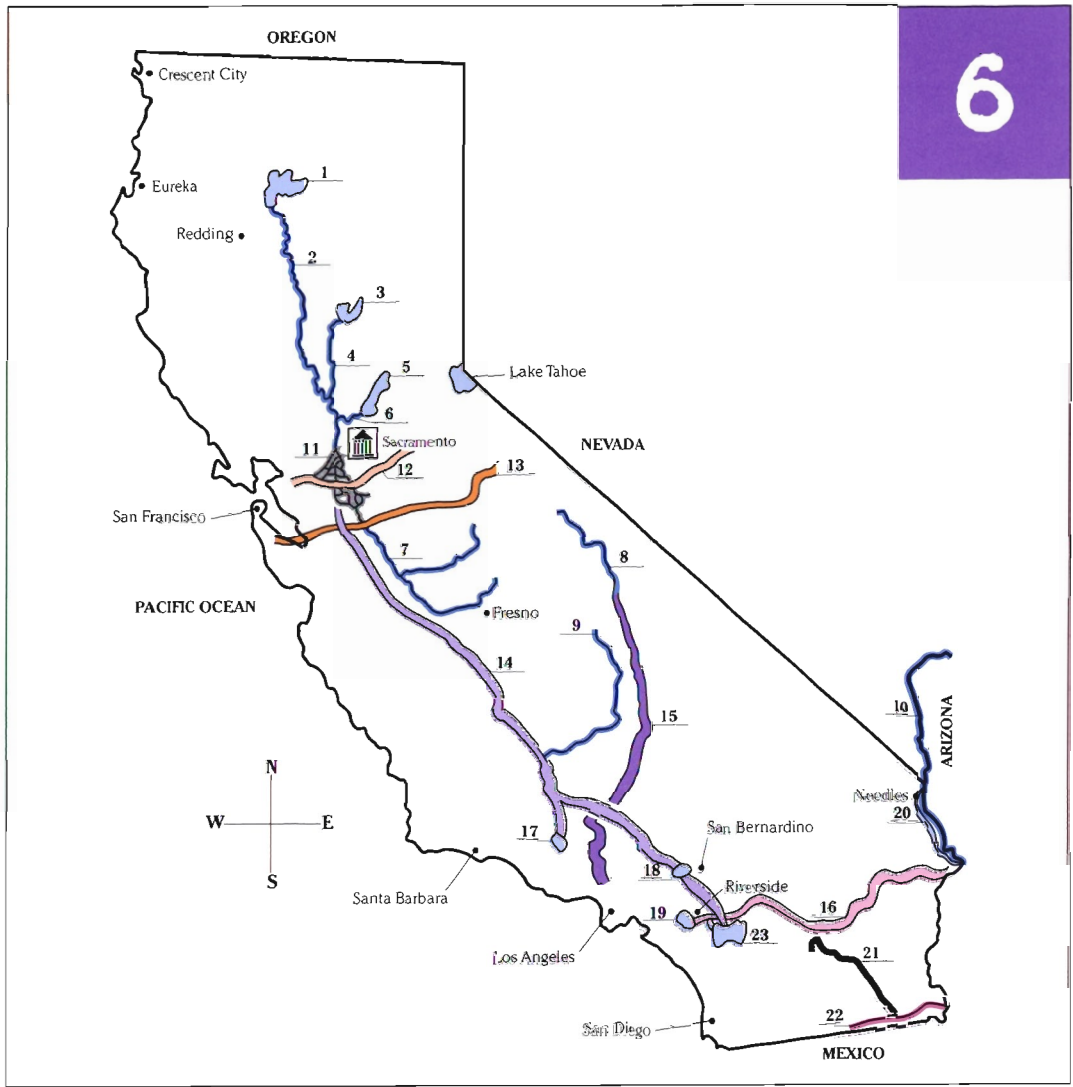 OREGON
6
Crescent City
1
Eureka
Redding
2
3
4
5
Lake Tahoe
6
NEVADA
11
Sacramento
12
13
San Francisco
7
8
PACIFIC OCEAN
Fresno
9
14
10
15
ARIZONA
N
Needles
W E
20
San Bernardino
17
S
18
Riverside
Santa Barbara
16
19
23
Los Angeles
21
22
San Diego
MEXICO